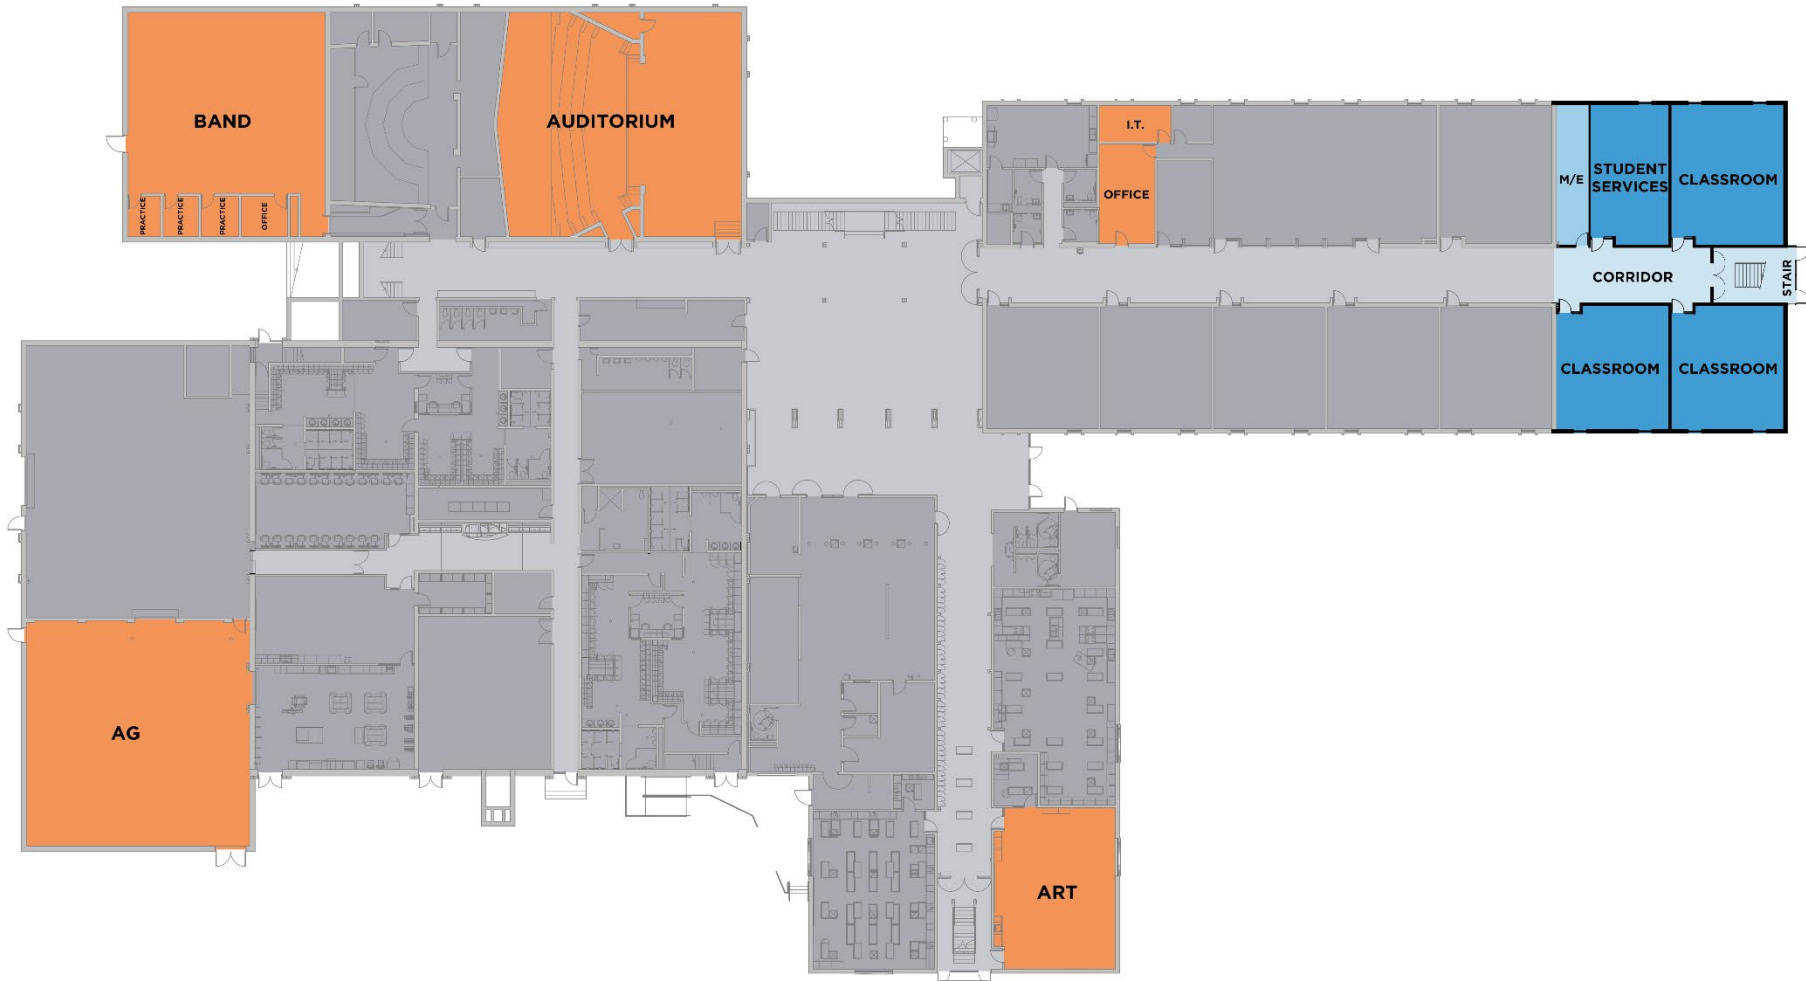 BAND
AUDITORIUM
I.T.
OFFICE
M/E
STUDENT
SERVICES
CLASSROOM
PRACTICE
PRACTICE
PRACTICE
OFFICE
CORRIDOR
STAIR
CLASSROOM
CLASSROOM
AG
ART